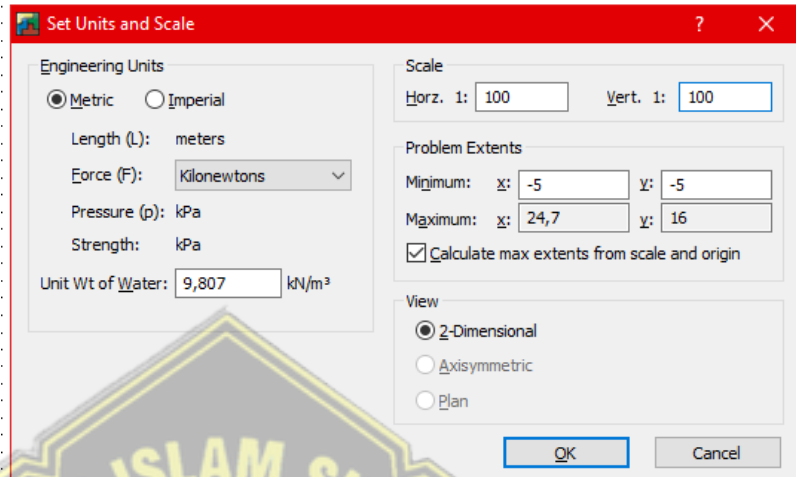 Set Units and Scale
Engineering Units
Metric Imperial
Length (L): meters
Force (F): Kilonewtons
Pressure (p): kPa
Strength: kPa
Unit Wt of Water: 9,807 kN/m³
Scale
Horz. 1: 100 Vert. 1: 100
Problem Extents
Minimum: x: -5 y: -5
Maximum: x: 24,7 y: 16
Calculate max extents from scale and origin
View
2-Dimensional
Axisymmetric
Plan
OK Cancel
ISLAM